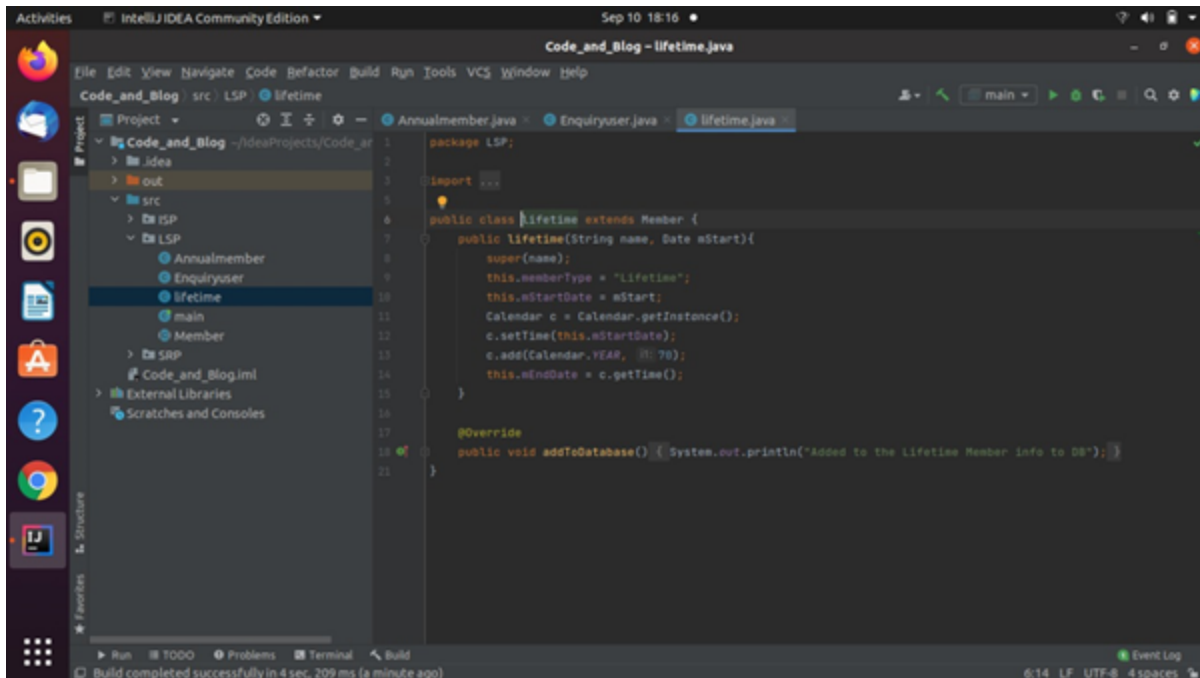 Activities IntelliJ IDEA Community Edition Sep 10 18:16
Code_and_Blog – lifetime.java
File Edit View Navigate Code Refactor Build Run Tools VCS Window Help
Code_and_Blog src LSP lifetime main
Project Annualmember.java Enquiryuser.java lifetime.java
Project
Code_and_Blog ~/IdeaProjects/Code_ar
.idea
out
src
ISP
LSP
Annualmember
Enquiryuser
lifetime
main
Member
SRP
Code_and_Blog.iml
External Libraries
Scratches and Consoles
1 package LSP;
2
3 import ...
5
6 public class lifetime extends Member {
7 public lifetime(String name, Date mStart){
8 super(name);
9 this.memberType = "Lifetime";
10 this.mStartDate = mStart;
11 Calendar c = Calendar.getInstance();
12 c.setTime(this.mStartDate);
13 c.add(Calendar.YEAR, 70);
14 this.mEndDate = c.getTime();
15 }
16
17 @Override
18 public void addToDatabase() { System.out.println("Added to the Lifetime Member info to DB"); }
21 }
Structure
Favorites
Run TODO Problems Terminal Build Event Log
Build completed successfully in 4 sec, 209 ms (a minute ago) 6:14 LF UTF-8 4 spaces